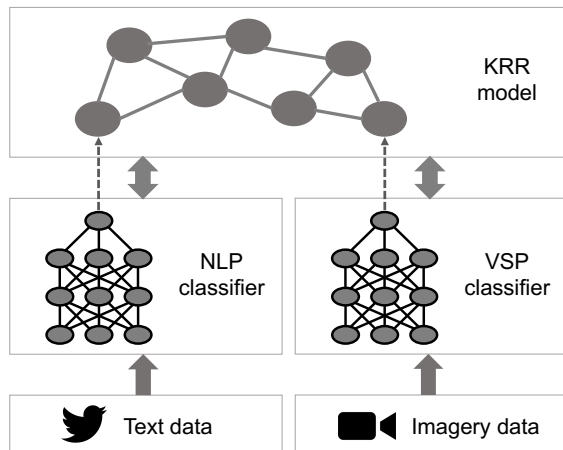 KRR
model
NLP
classifier
VSP
classifier
Text data
Imagery data